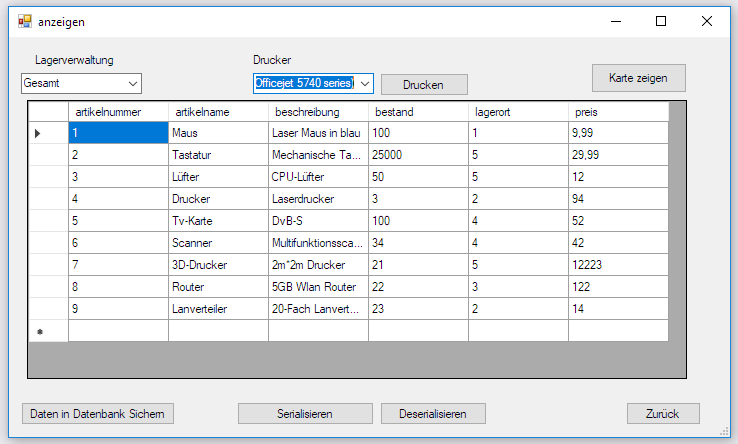 anzeigen
Lagerverwaltung Drucker
Gesamt Officejet 5740 series) Drucken Karte zeigen
artikelnummer artikelname beschreibung bestand lagerort preis
1 Maus Laser Maus in blau 100 1 9,99
2 Tastatur Mechanische Ta... 25000 5 29,99
3 Lüfter CPU-Lüfter 50 5 12
4 Drucker Laserdrucker 3 2 94
5 Tv-Karte DvB-S 100 4 52
6 Scanner Multifunktionssca... 34 4 42
7 3D-Drucker 2m*2m Drucker 21 5 12223
8 Router 5GB Wlan Router 22 3 122
9 Lanverteiler 20-Fach Lanvert... 23 2 14
Daten in Datenbank Sichern Serialisieren Deserialisieren Zurück